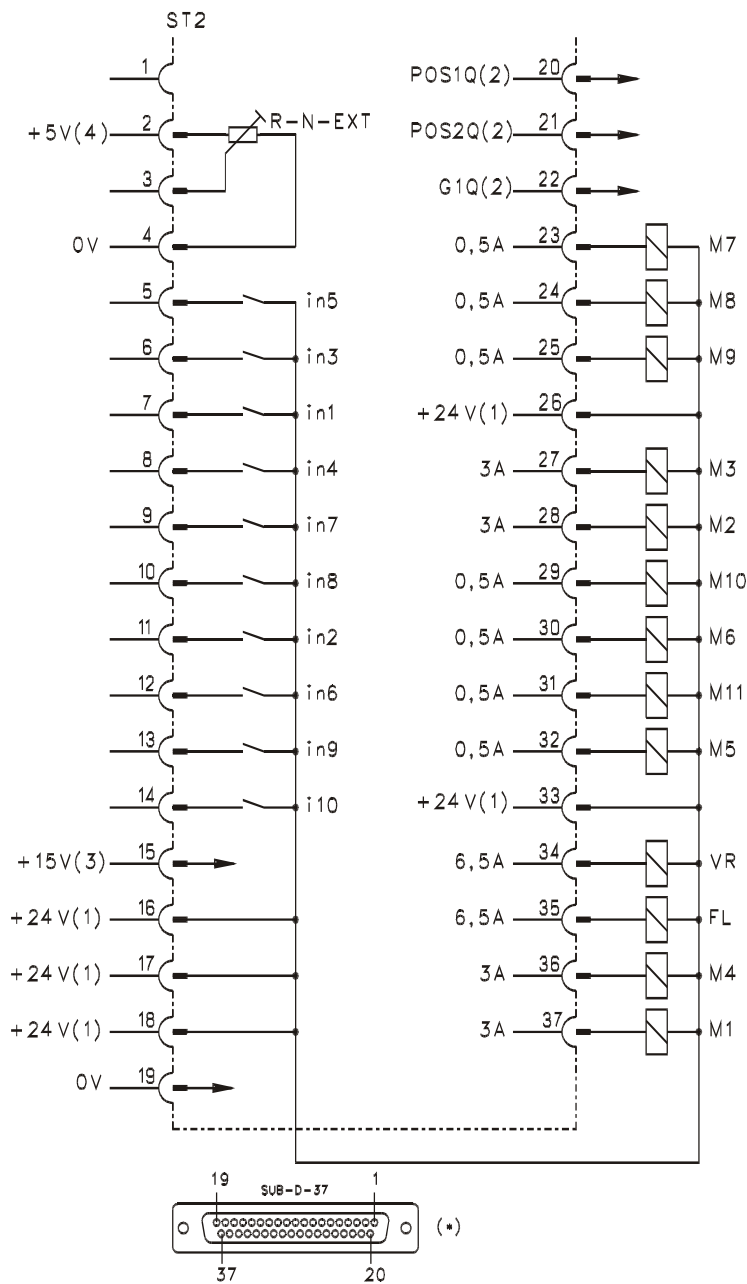 ST2
1
+5V(4) 2 R-N-EXT
3
0V 4
5 in5
6 in3
7 in1
8 in4
9 in7
10 in8
11 in2
12 in6
13 in9
14 i10
+15V(3) 15
+24V(1) 16
+24V(1) 17
+24V(1) 18
0V 19
POS1Q(2) 20
POS2Q(2) 21
G1Q(2) 22
0,5A 23 M7
0,5A 24 M8
0,5A 25 M9
+24V(1) 26
3A 27 M3
3A 28 M2
0,5A 29 M10
0,5A 30 M6
0,5A 31 M11
0,5A 32 M5
+24V(1) 33
6,5A 34 VR
6,5A 35 FL
3A 36 M4
3A 37 M1
19 SUB-D-37 1
(*)
37 20